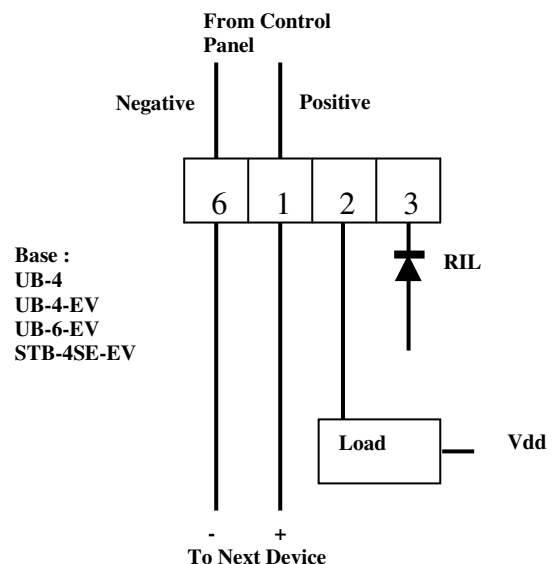 From Control
Panel
Negative
Positive
6 1 2 3
Base :
UB-4
UB-4-EV
UB-6-EV
STB-4SE-EV
RIL
Load
Vdd
- +
To Next Device